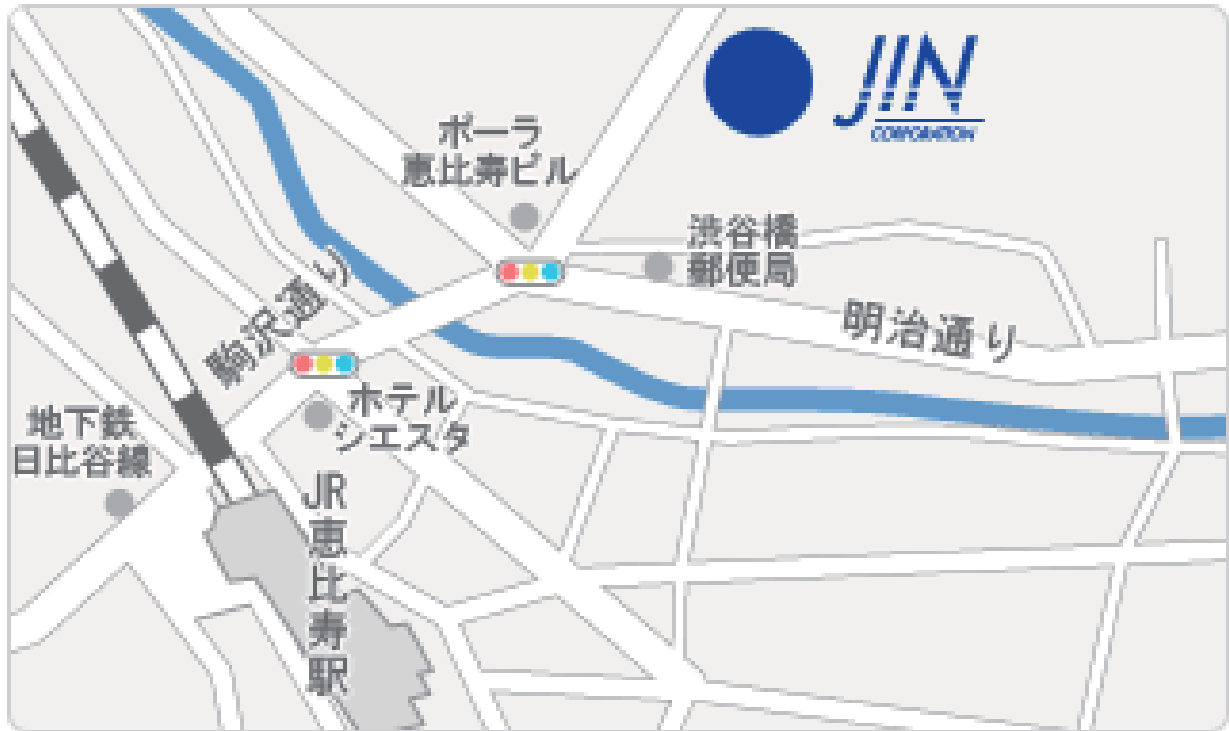 JIN
CORPORATION
ポーラ
恵比寿ビル
渋谷橋
郵便局
駒沢通り
明治通り
ホテル
シエスタ
地下鉄
日比谷線
JR恵比寿駅